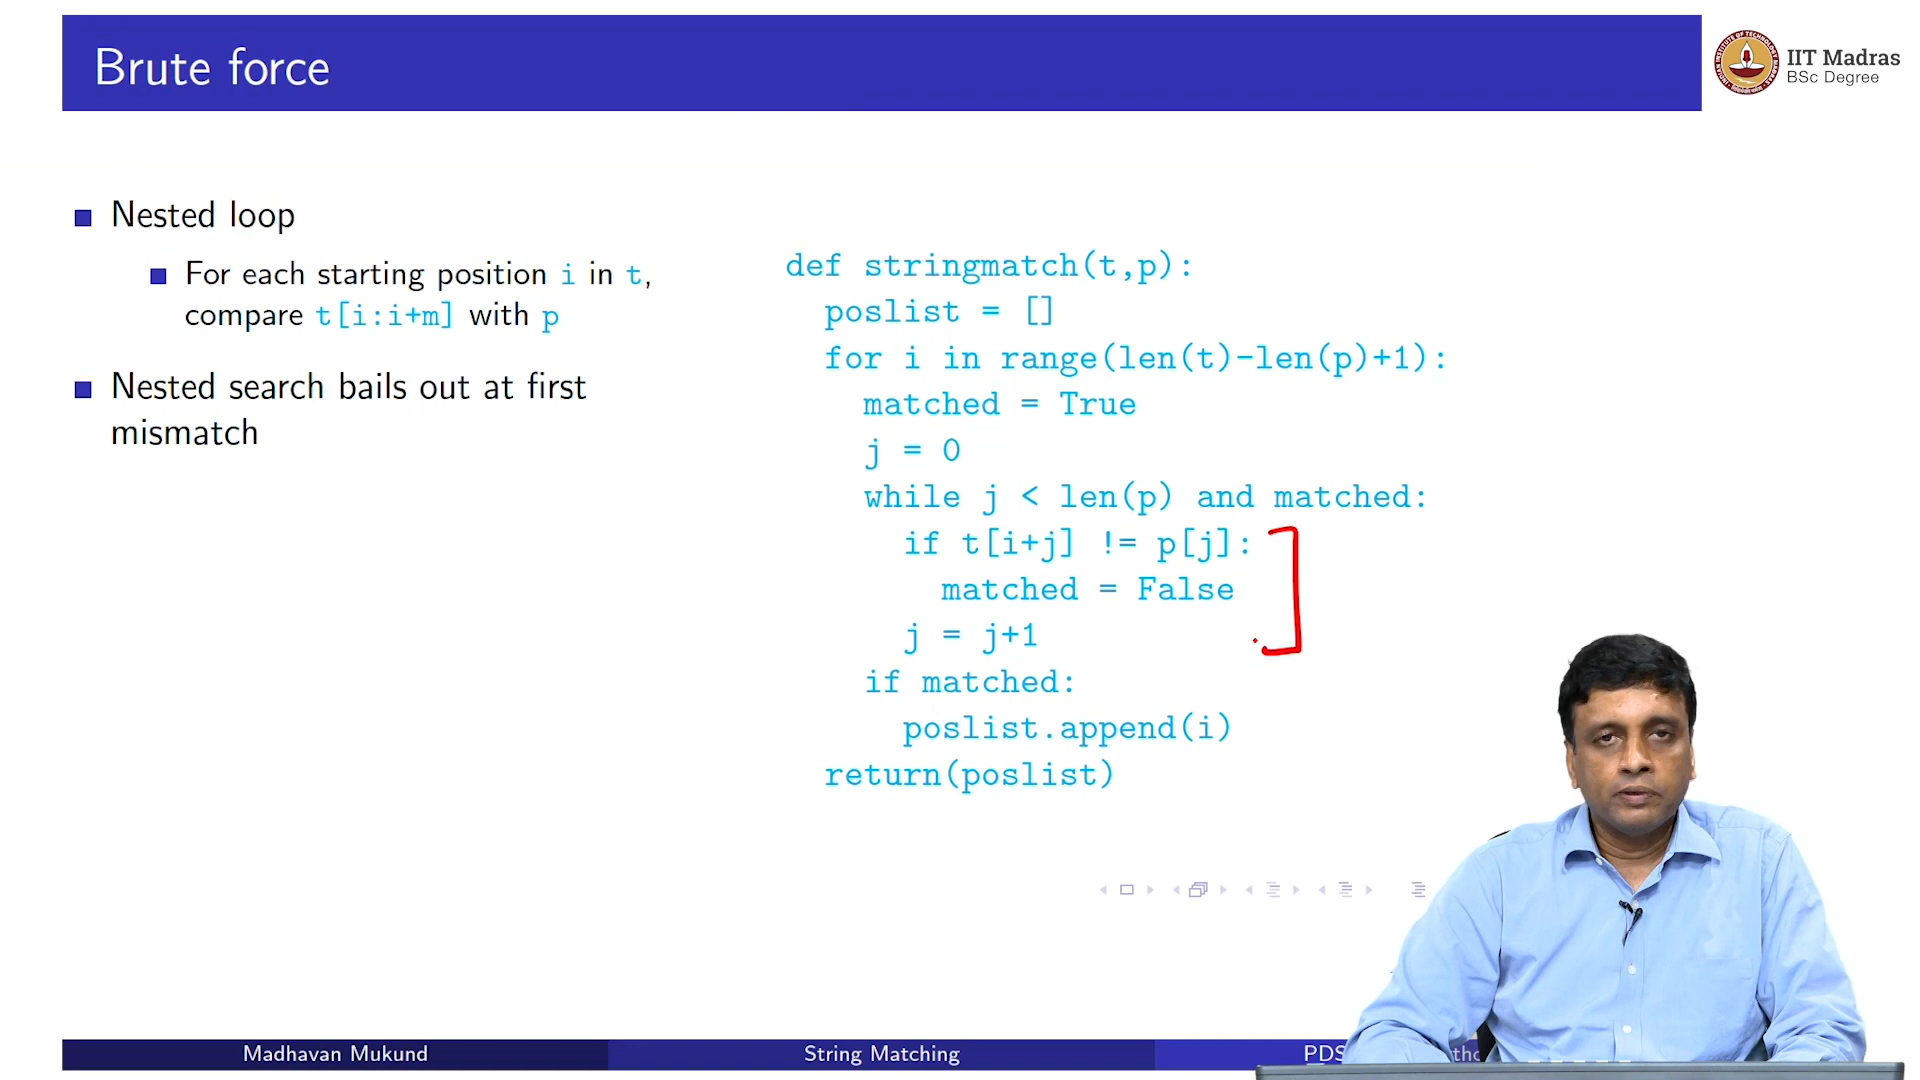 Brute force
IIT Madras
BSc Degree
Nested loop
For each starting position i in t,
compare t[i:i+m] with p
Nested search bails out at first
mismatch
def stringmatch(t,p):
poslist = []
for i in range(len(t)-len(p)+1):
matched = True
j = 0
while j < len(p) and matched:
if t[i+j] != p[j]:
matched = False
j = j+1
if matched:
poslist.append(i)
return(poslist)
Madhavan Mukund
String Matching